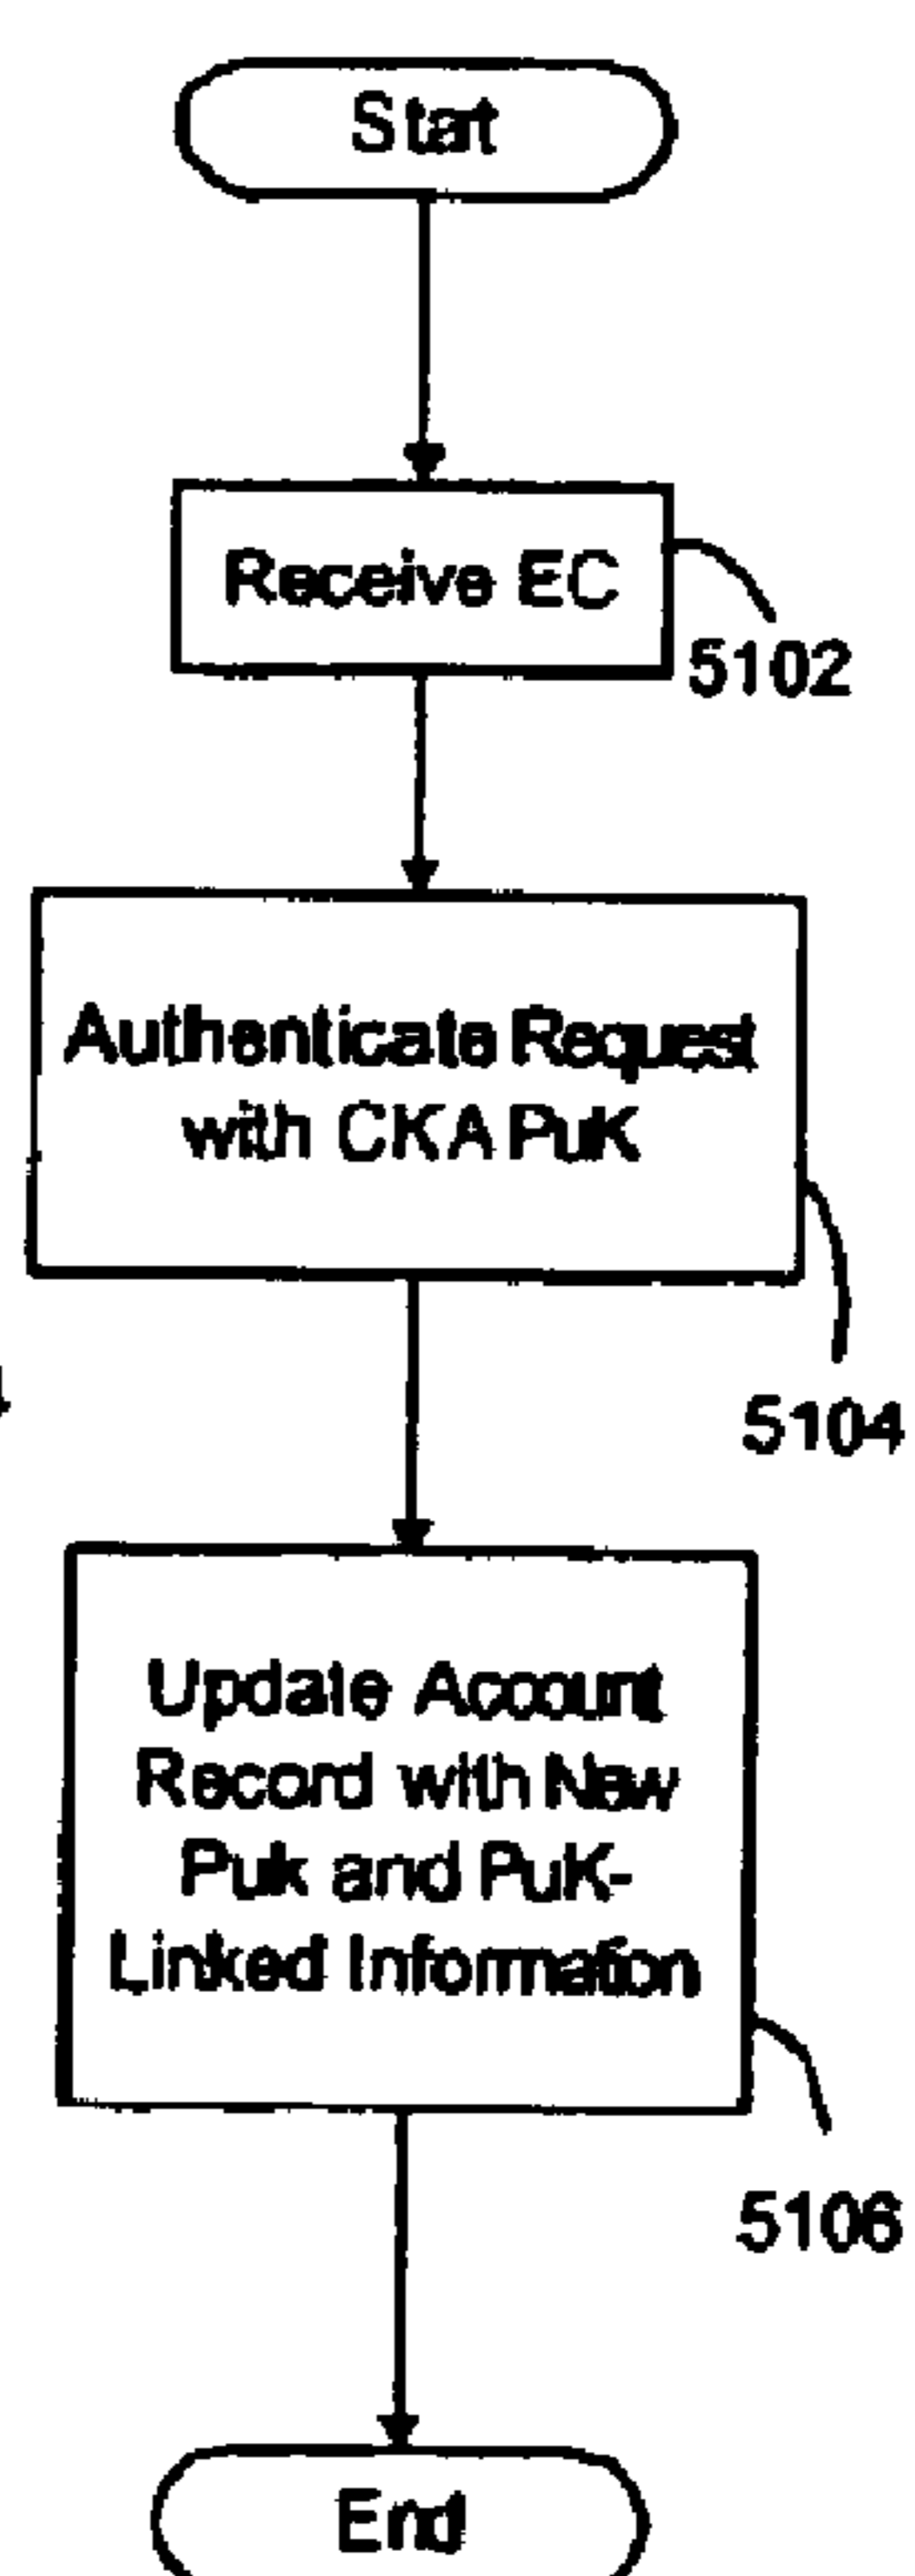 Start
Receive EC
5102
Authenticate Request
with CKA PuK
5104
Update Account
Record with New
Puk and PuK-
Linked Information
5106
End